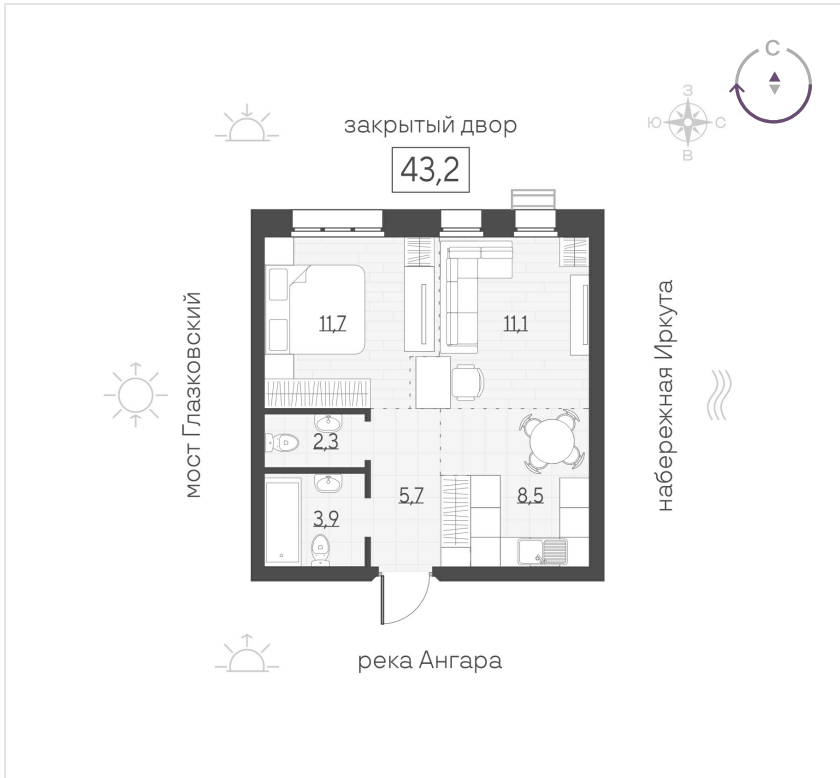 С
З
Ю
С
В
закрытый двор
43,2
мост Глазковский
набережная Иркута
11,7
11,1
2,3
5,7
8,5
3,9
река Ангара